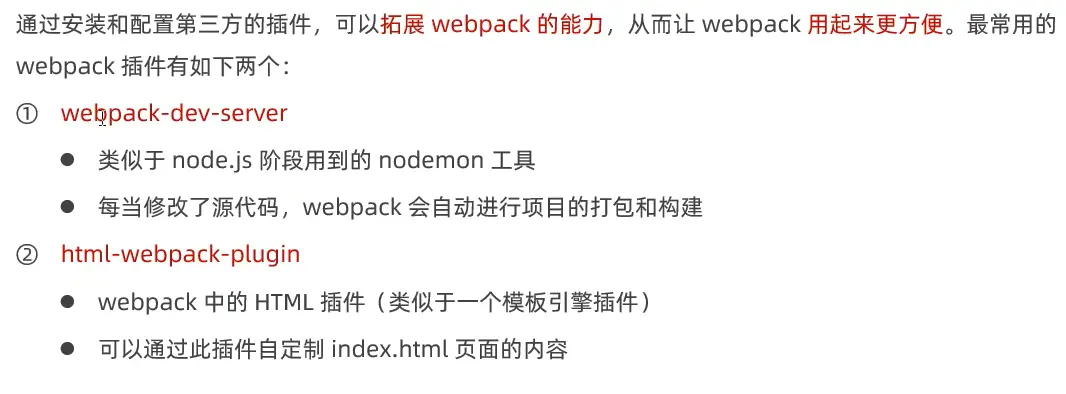 通过安装和配置第三方的插件，可以拓展 webpack 的能力，从而让 webpack 用起来更方便。最常用的
webpack 插件有如下两个：
① webpack-dev-server
● 类似于 node.js 阶段用到的 nodemon 工具
● 每当修改了源代码，webpack 会自动进行项目的打包和构建
② html-webpack-plugin
● webpack 中的 HTML 插件（类似于一个模板引擎插件）
● 可以通过此插件自定制 index.html 页面的内容